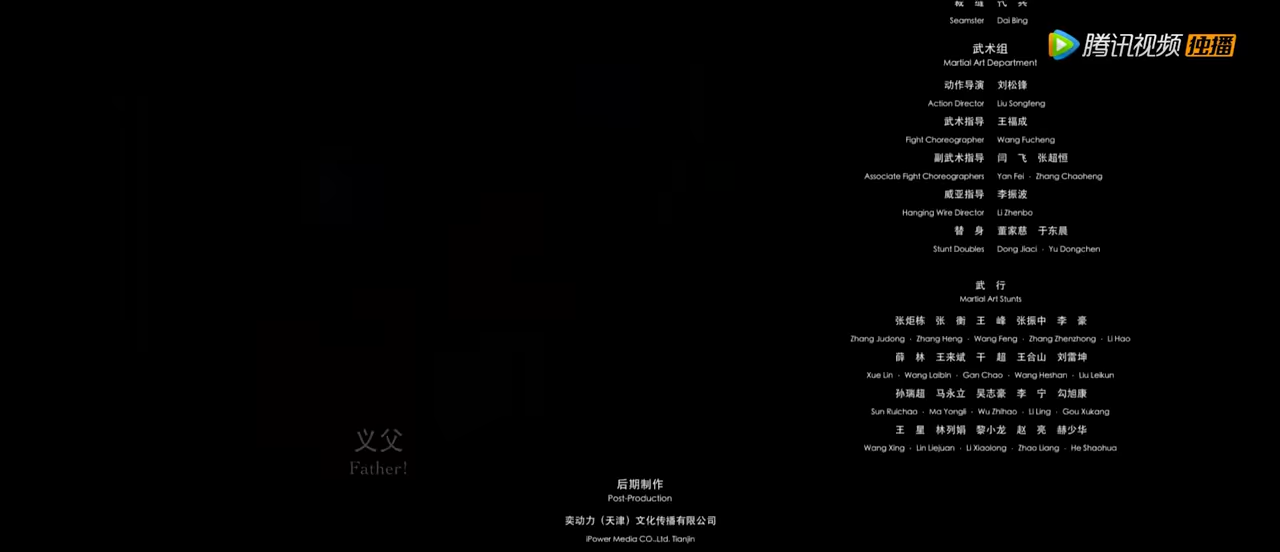 裁 缝 代 兵
Seamster Dai Bing
腾讯视频 独播
武术组
Martial Art Department
动作导演 刘松锋
Action Director Liu Songfeng
武术指导 王福成
Fight Choreographer Wang Fucheng
副武术指导 闫 飞 张超恒
Associate Fight Choreographers Yan Fei · Zhang Chaoheng
威亚指导 李振波
Hanging Wire Director Li Zhenbo
替 身 董家慈 于东晨
Stunt Doubles Dong Jiaci · Yu Dongchen
武 行
Martial Art Stunts
张炬栋 张 衡 王 峰 张振中 李 豪
Zhang Judong · Zhang Heng · Wang Feng · Zhang Zhenzhong · Li Hao
薛 林 王来斌 干 超 王合山 刘雷坤
Xue Lin · Wang Laibin · Gan Chao · Wang Heshan · Liu Leikun
孙瑞超 马永立 吴志豪 李 宁 勾旭康
Sun Ruichao · Ma Yongli · Wu Zhihao · Li Ling · Gou Xukang
王 星 林列娟 黎小龙 赵 亮 赫少华
Wang Xing · Lin Liejuan · Li Xiaolong · Zhao Liang · He Shaohua
义父
Father!
后期制作
Post-Production
奕动力（天津）文化传播有限公司
iPower Media CO.,Ltd. Tianjin